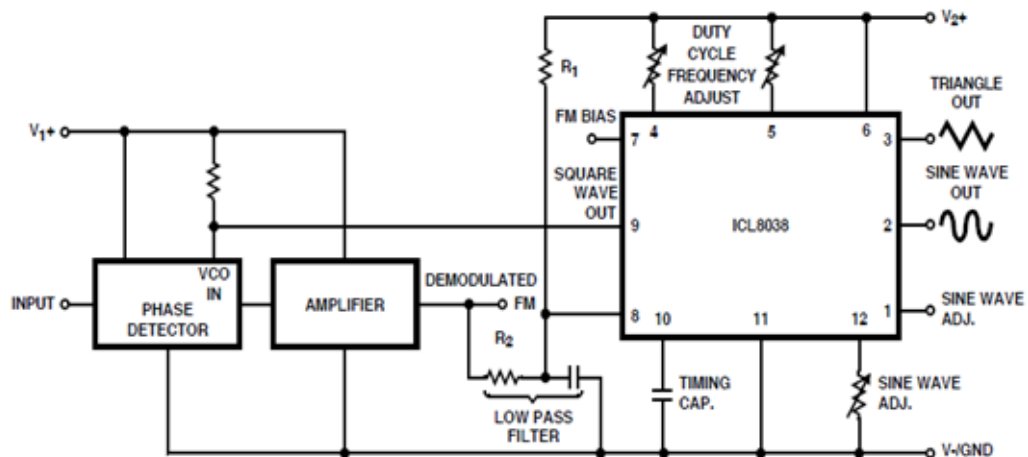 V2+
DUTY
CYCLE
FREQUENCY
ADJUST
R1
TRIANGLE
OUT
FM BIAS
4
5
6
7
3
V1+
SQUARE
WAVE
OUT
SINE WAVE
OUT
9
ICL8038
2
VCO
IN
INPUT
PHASE
DETECTOR
AMPLIFIER
DEMODULATED
FM
8
10
11
12
1
SINE WAVE
ADJ.
R2
LOW PASS
FILTER
TIMING
CAP.
SINE WAVE
ADJ.
V-/GND